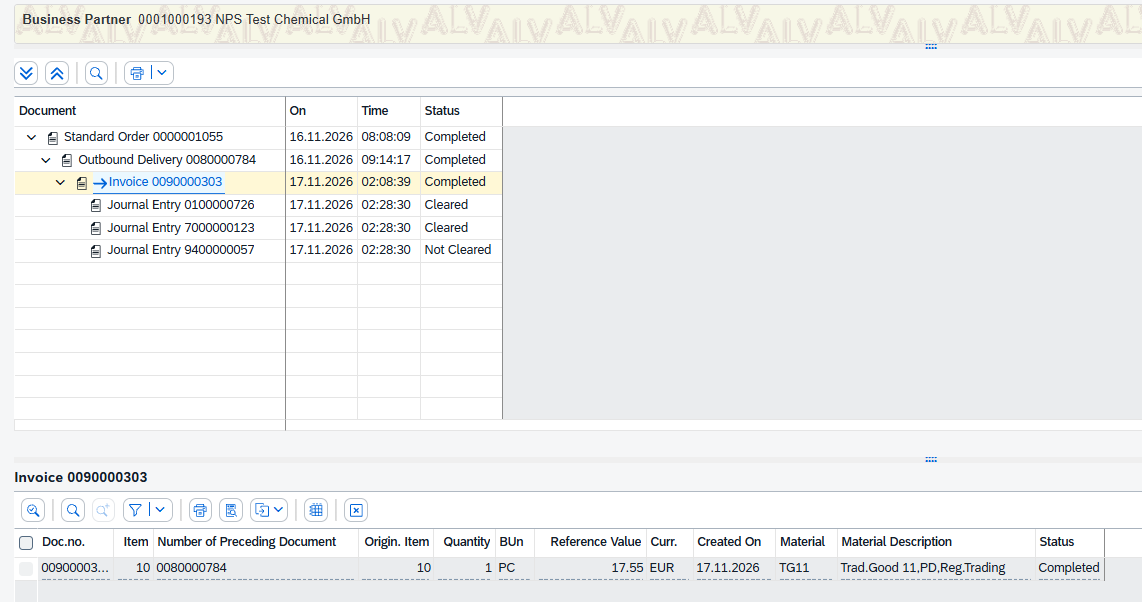 Business Partner 0001000193 NPS Test Chemical GmbH
Document On Time Status
Standard Order 0000001055 16.11.2026 08:08:09 Completed
Outbound Delivery 0080000784 16.11.2026 09:14:17 Completed
Invoice 0090000303 17.11.2026 02:08:39 Completed
Journal Entry 0100000726 17.11.2026 02:28:30 Cleared
Journal Entry 7000000123 17.11.2026 02:28:30 Cleared
Journal Entry 9400000057 17.11.2026 02:28:30 Not Cleared
Invoice 0090000303
Doc.no. Item Number of Preceding Document Origin. Item Quantity BUn Reference Value Curr. Created On Material Material Description Status
00900003... 10 0080000784 10 1 PC 17.55 EUR 17.11.2026 TG11 Trad.Good 11,PD,Reg.Trading Completed